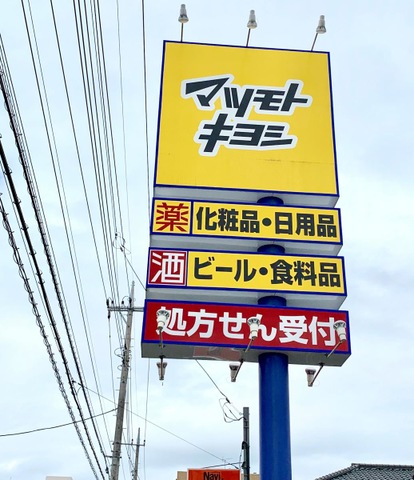 マツモト
キヨシ
薬 化粧品・日用品
酒 ビール・食料品
処方せん受付
Navi